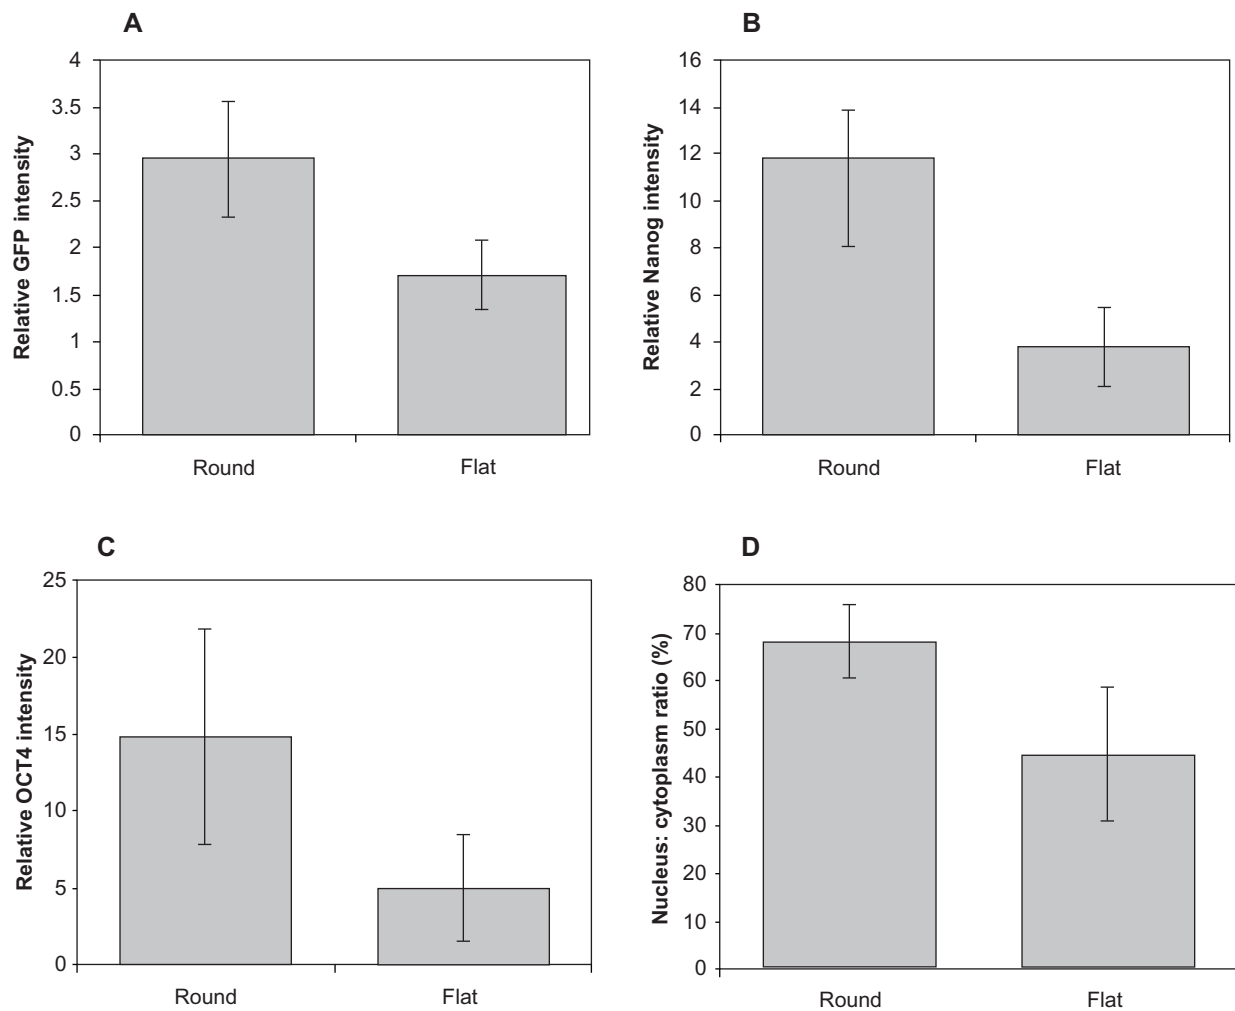 A
Relative GFP intensity
4
3.5
3
2.5
2
1.5
1
0.5
0
Round Flat
B
Relative Nanog intensity
16
14
12
10
8
6
4
2
0
Round Flat
C
Relative OCT4 intensity
25
20
15
10
5
0
Round Flat
D
Nucleus: cytoplasm ratio (%)
80
70
60
50
40
30
20
10
0
Round Flat